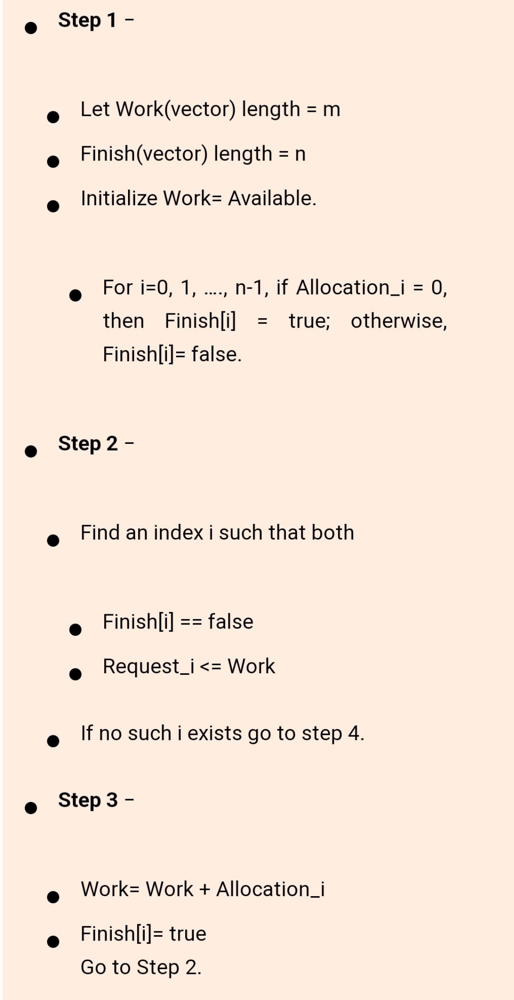 Step 1 –
Let Work(vector) length = m
Finish(vector) length = n
Initialize Work= Available.
For i=0, 1, …., n-1, if Allocation_i = 0,
then Finish[i] = true; otherwise,
Finish[i]= false.
Step 2 –
Find an index i such that both
Finish[i] == false
Request_i <= Work
If no such i exists go to step 4.
Step 3 –
Work= Work + Allocation_i
Finish[i]= true
Go to Step 2.